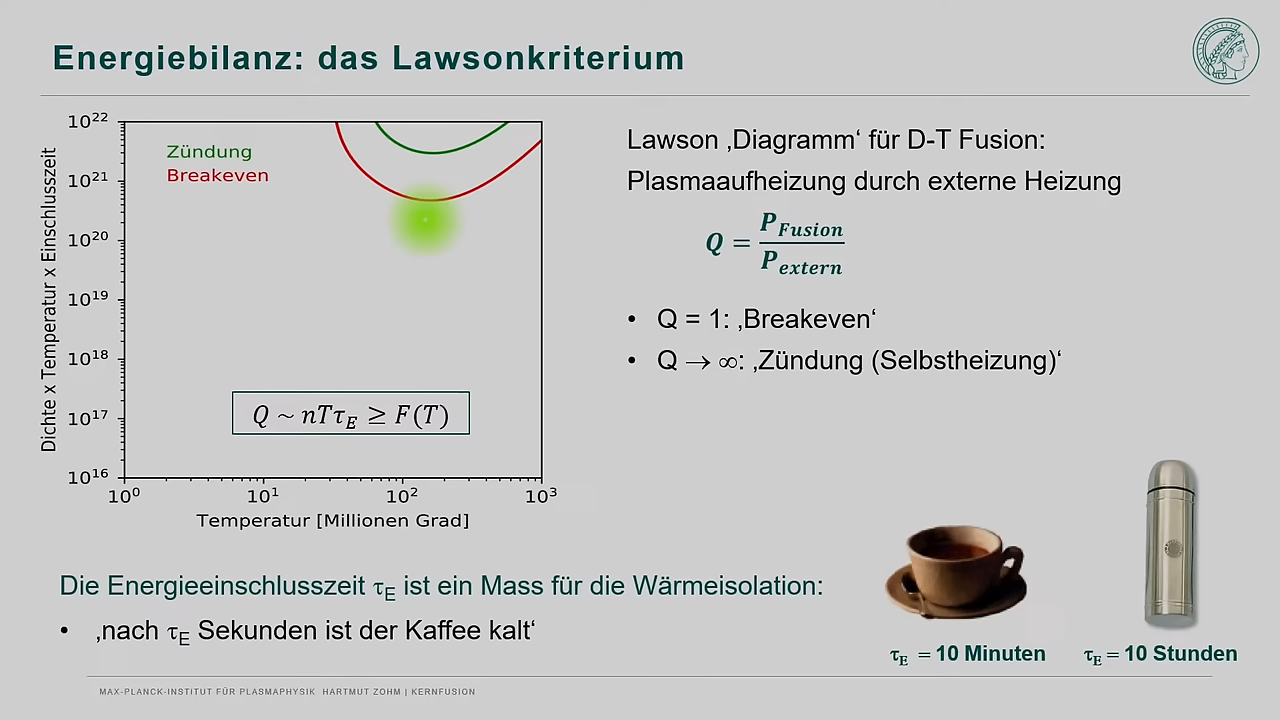 Energiebilanz: das Lawsonkriterium
Dichte x Temperatur x Einschlusszeit
10²²
10²¹
10²⁰
10¹⁹
10¹⁸
10¹⁷
10¹⁶
Zündung
Breakeven
Q ~ nTτ_E ≥ F(T)
10⁰ 10¹ 10² 10³
Temperatur [Millionen Grad]
Lawson ‚Diagramm‘ für D-T Fusion:
Plasmaaufheizung durch externe Heizung
Q = P_Fusion / P_extern
• Q = 1: ‚Breakeven‘
• Q → ∞: ‚Zündung (Selbstheizung)‘
Die Energieeinschlusszeit τ_E ist ein Mass für die Wärmeisolation:
• ‚nach τ_E Sekunden ist der Kaffee kalt‘
τ_E = 10 Minuten
τ_E = 10 Stunden
MAX-PLANCK-INSTITUT FÜR PLASMAPHYSIK HARTMUT ZOHM | KERNFUSION